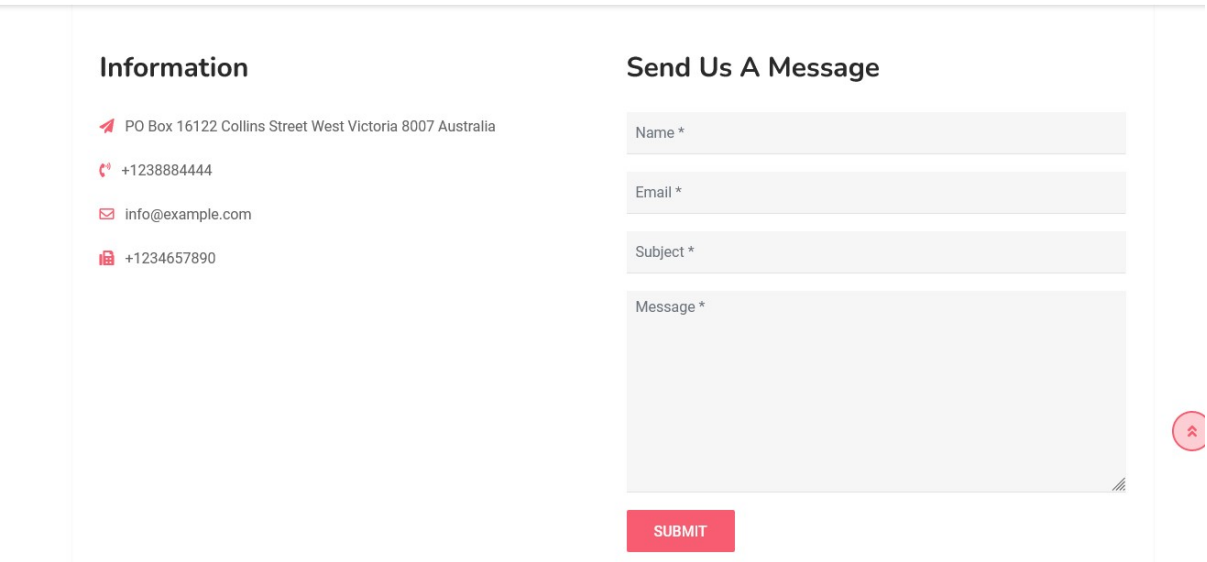 Information
PO Box 16122 Collins Street West Victoria 8007 Australia
+1238884444
info@example.com
+1234657890
Send Us A Message
Name *
Email *
Subject *
Message *
SUBMIT